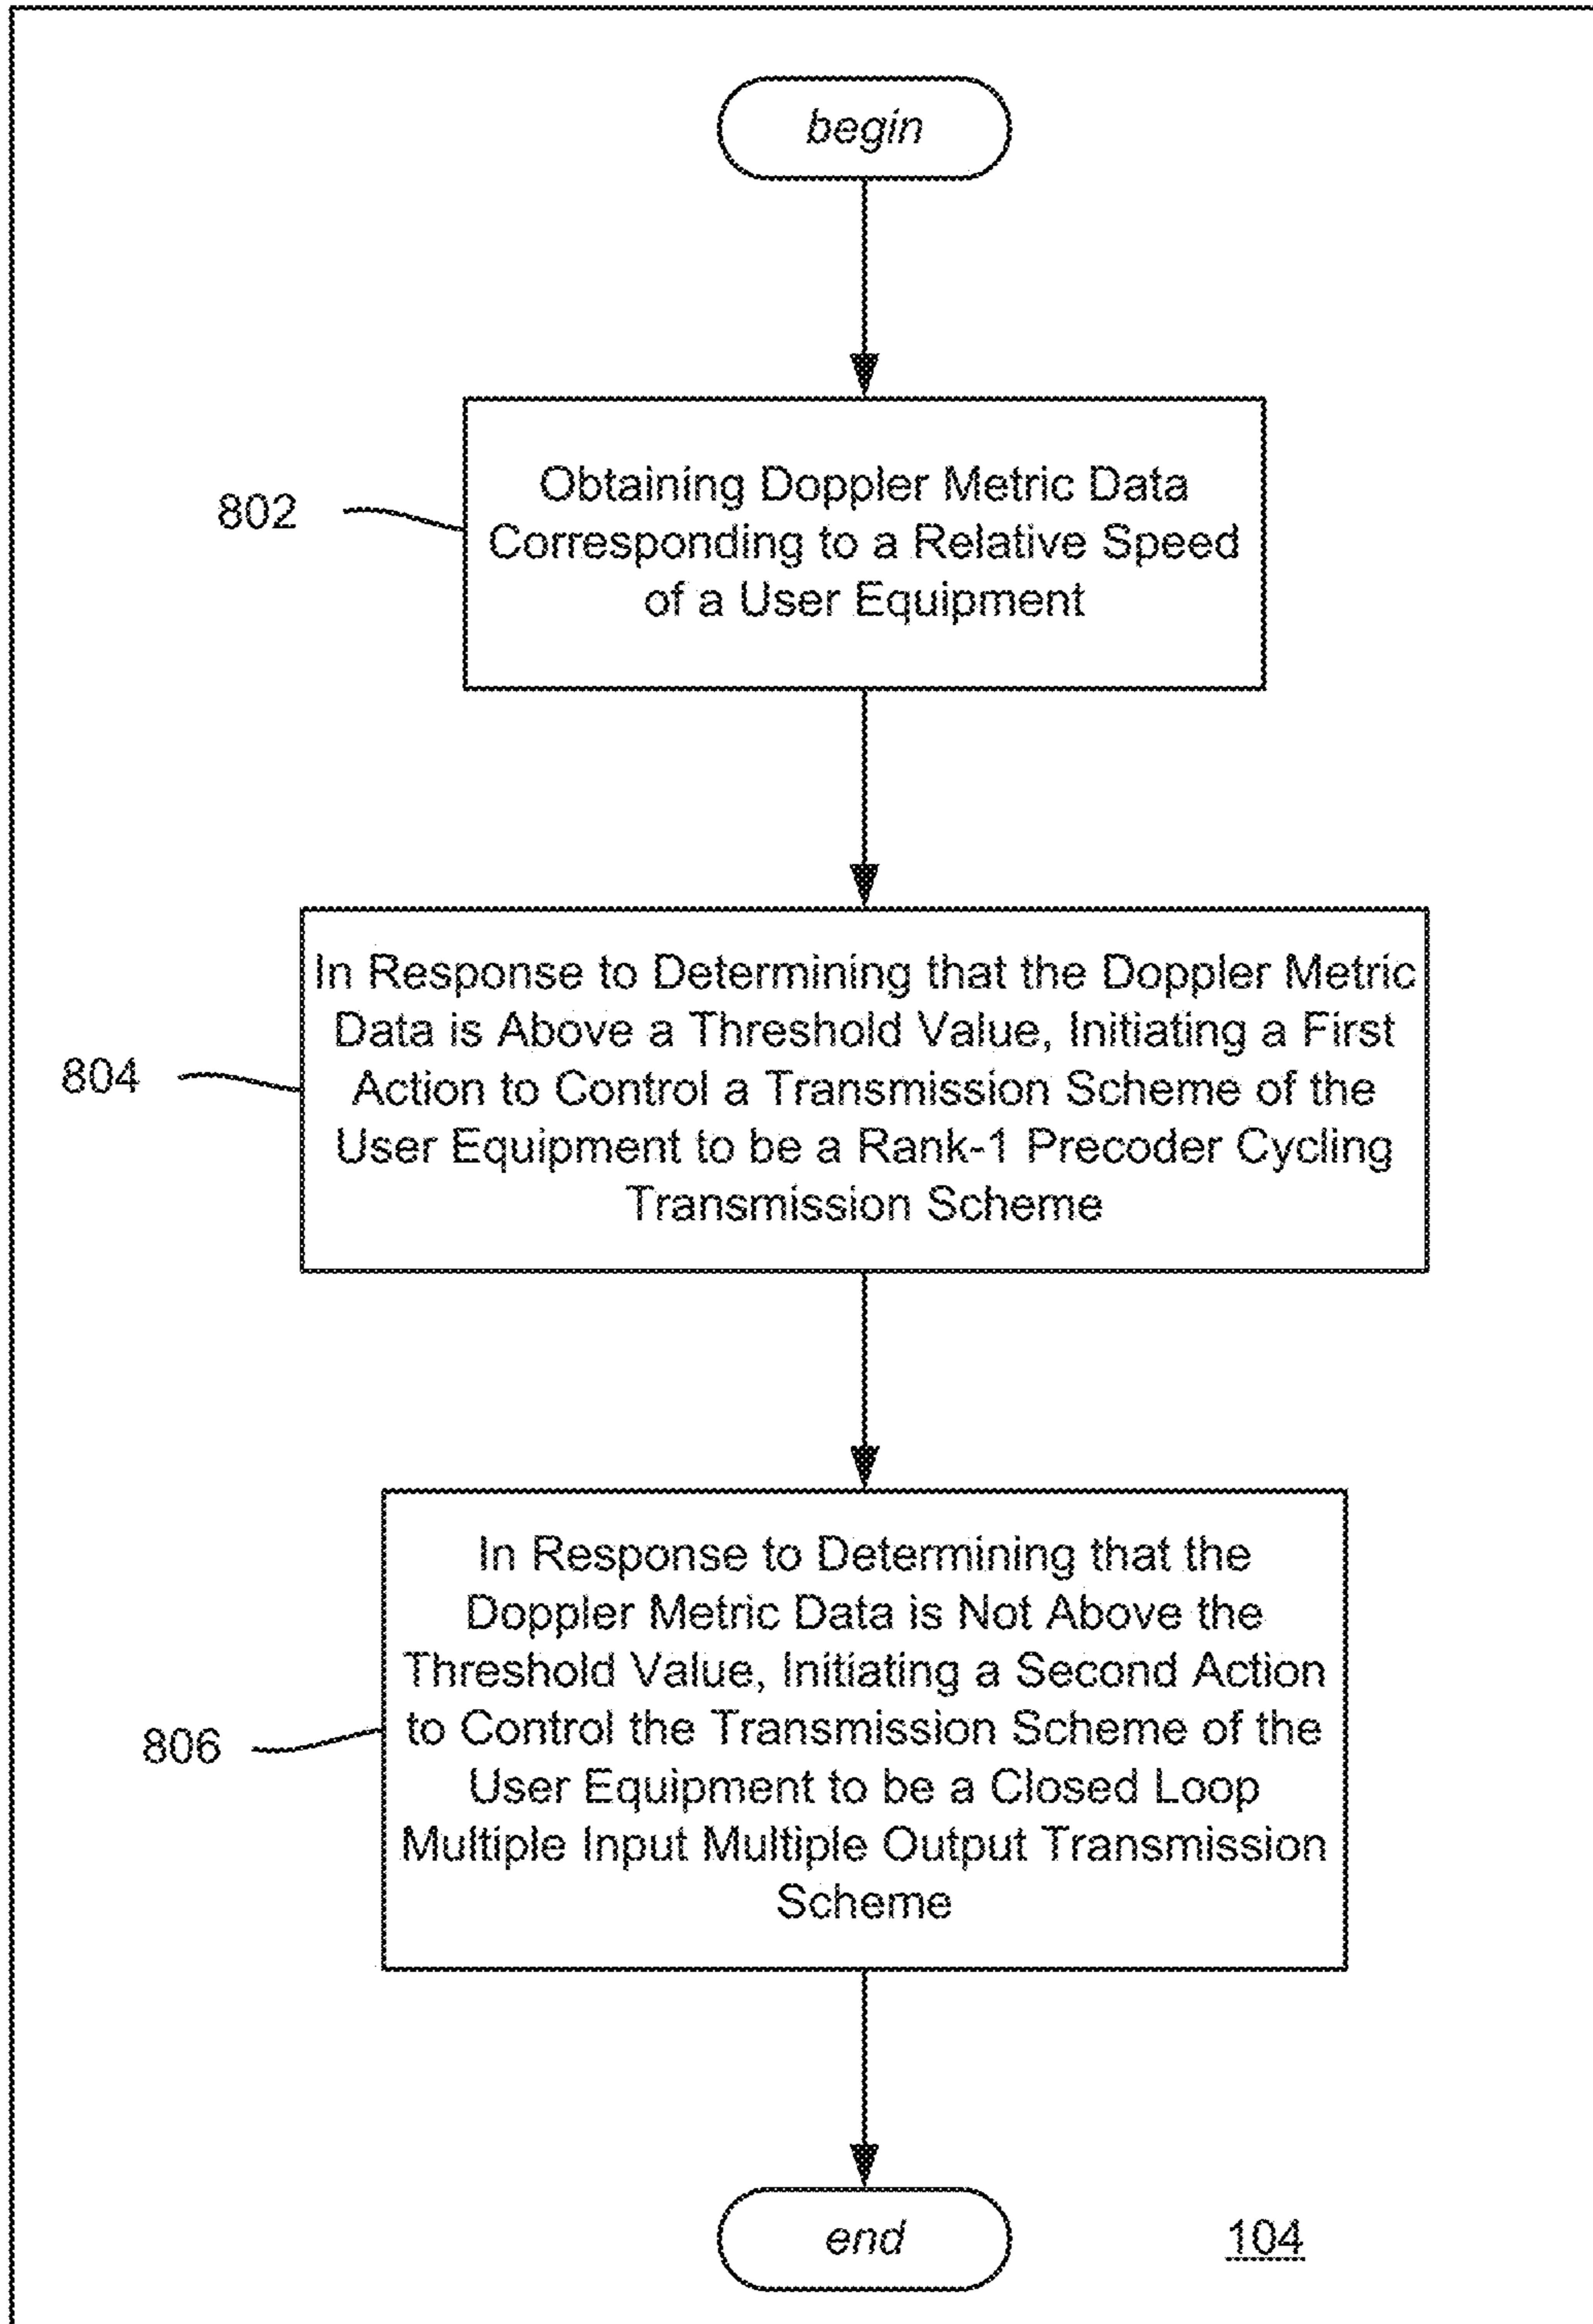 begin
802
Obtaining Doppler Metric Data
Corresponding to a Relative Speed
of a User Equipment
804
In Response to Determining that the Doppler Metric
Data is Above a Threshold Value, Initiating a First
Action to Control a Transmission Scheme of the
User Equipment to be a Rank-1 Precoder Cycling
Transmission Scheme
806
In Response to Determining that the
Doppler Metric Data is Not Above the
Threshold Value, Initiating a Second Action
to Control the Transmission Scheme of the
User Equipment to be a Closed Loop
Multiple Input Multiple Output Transmission
Scheme
end
104